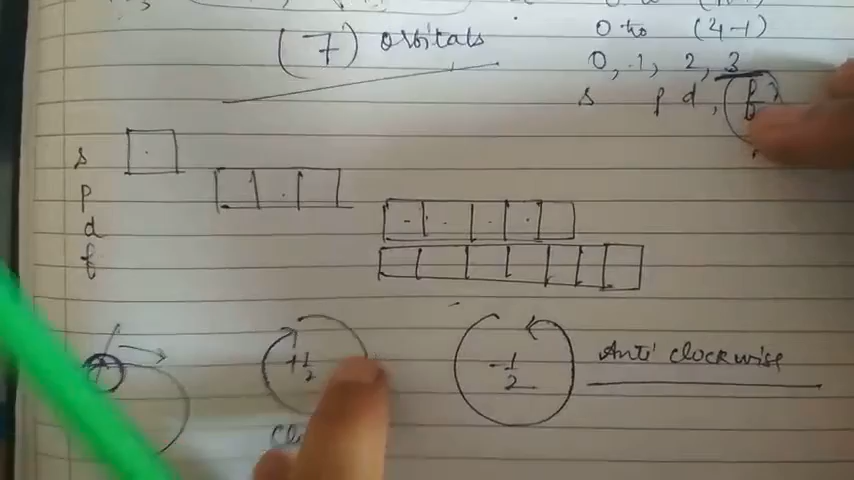 (7) orbitals
0 to (4-1)
0, 1, 2, 3
s p d, f
s
p
d
f
+1/2
-1/2
Anti clockwise